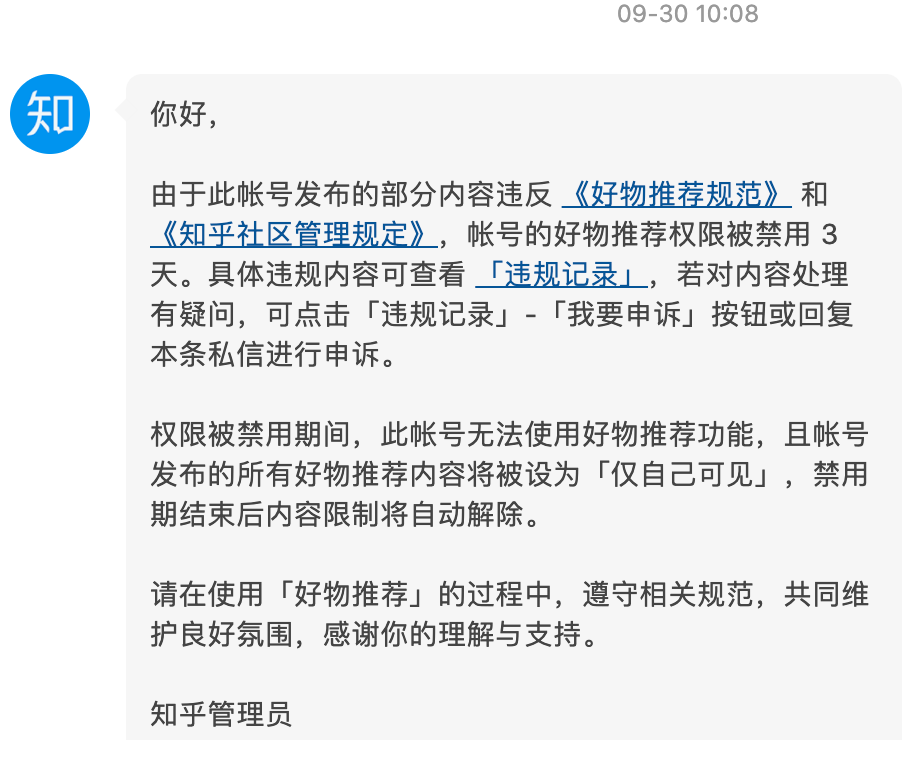 09-30 10:08
知
你好，
由于此帐号发布的部分内容违反 《好物推荐规范》 和
《知乎社区管理规定》，帐号的好物推荐权限被禁用 3
天。具体违规内容可查看 「违规记录」，若对内容处理
有疑问，可点击「违规记录」-「我要申诉」按钮或回复
本条私信进行申诉。
权限被禁用期间，此帐号无法使用好物推荐功能，且帐号
发布的所有好物推荐内容将被设为「仅自己可见」，禁用
期结束后内容限制将自动解除。
请在使用「好物推荐」的过程中，遵守相关规范，共同维
护良好氛围，感谢你的理解与支持。
知乎管理员